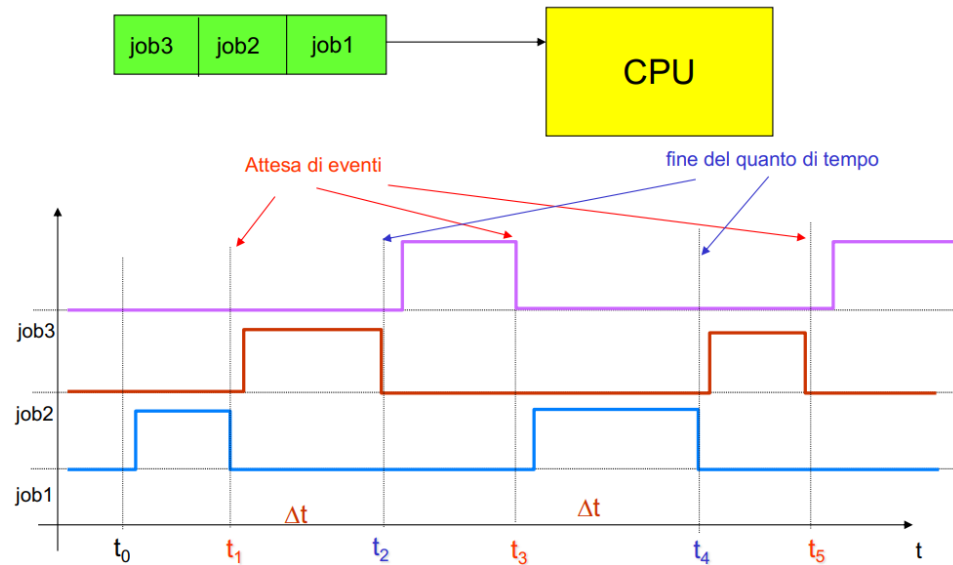 job3 job2 job1
CPU
Attesa di eventi
fine del quanto di tempo
job3
job2
job1
Δt Δt
t0 t1 t2 t3 t4 t5 t